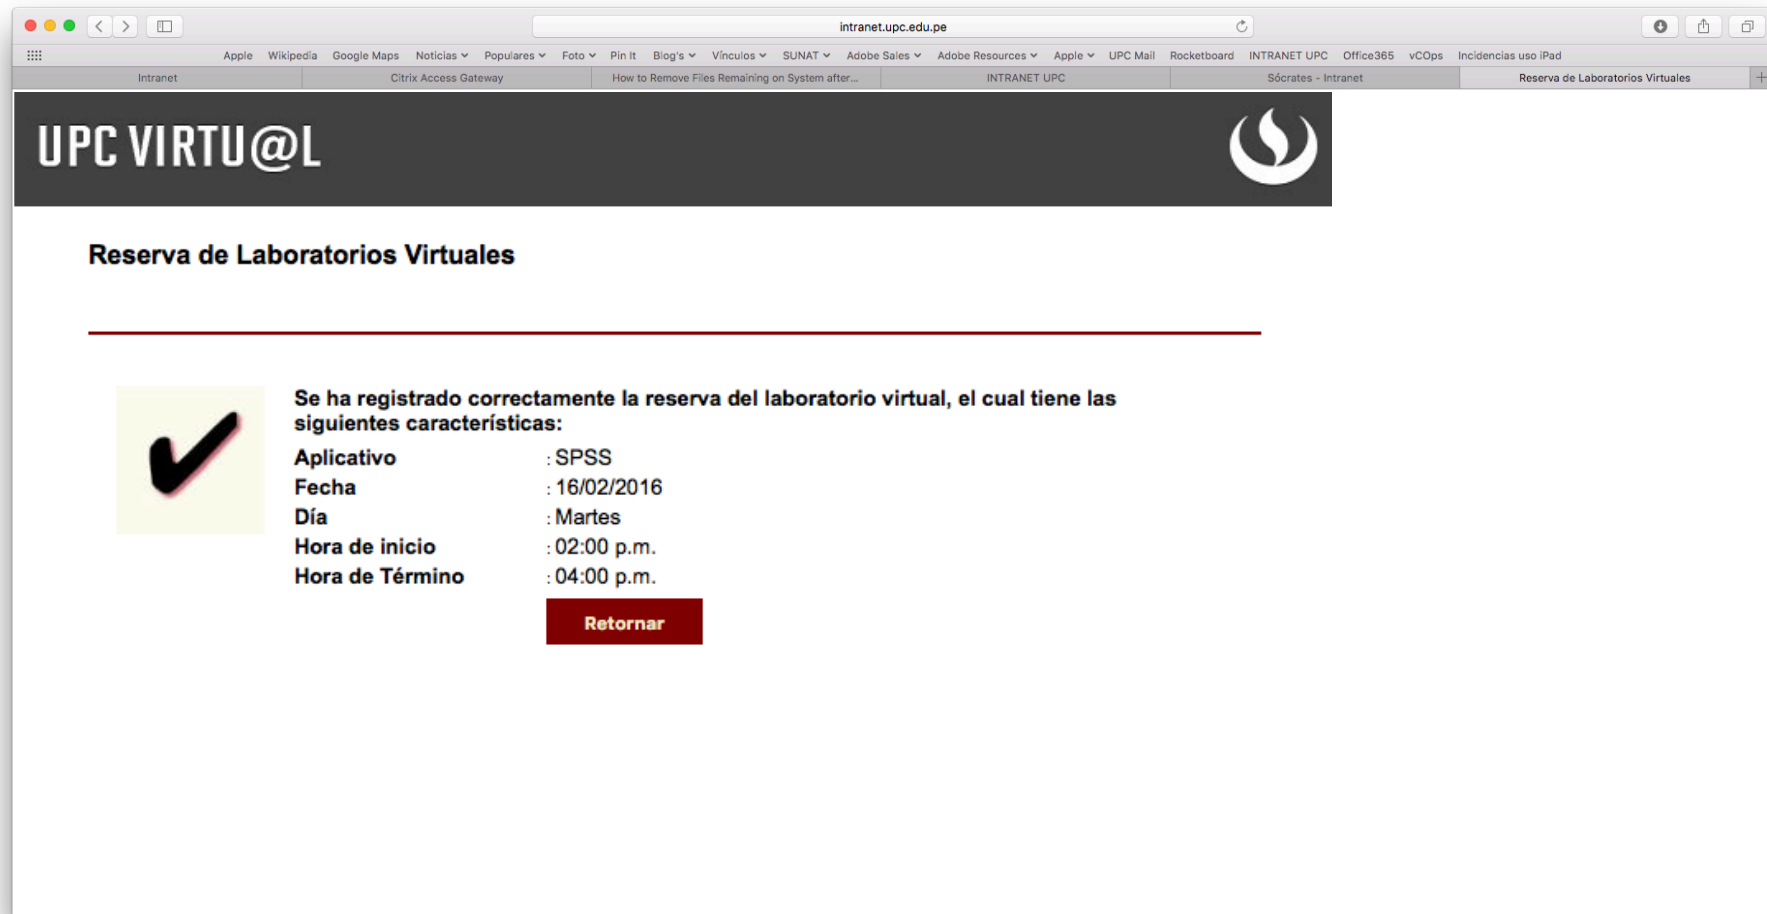 intranet.upc.edu.pe
Apple Wikipedia Google Maps Noticias Populares Foto Pin It Blog's Vínculos SUNAT Adobe Sales Adobe Resources Apple UPC Mail Rocketboard INTRANET UPC Office365 vCOps Incidencias uso iPad
Intranet Citrix Access Gateway How to Remove Files Remaining on System after... INTRANET UPC Sócrates - Intranet Reserva de Laboratorios Virtuales
UPC VIRTU@L
Reserva de Laboratorios Virtuales
Se ha registrado correctamente la reserva del laboratorio virtual, el cual tiene las
siguientes características:
Aplicativo : SPSS
Fecha : 16/02/2016
Día : Martes
Hora de inicio : 02:00 p.m.
Hora de Término : 04:00 p.m.
Retornar